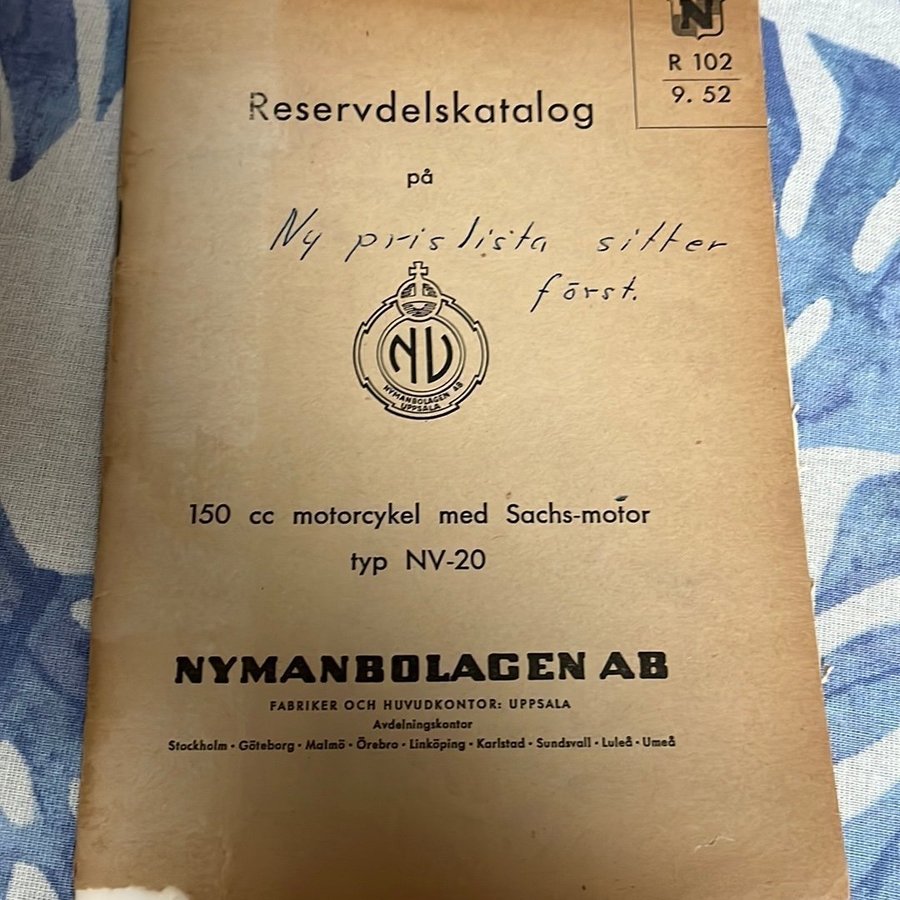 N
R 102
9. 52
Reservdelskatalog
på
Ny prislista sitter
först.
NV
NYMANBOLAGEN AB
UPPSALA
150 cc motorcykel med Sachs-motor
typ NV-20
NYMANBOLAGEN AB
FABRIKER OCH HUVUDKONTOR: UPPSALA
Avdelningskontor
Stockholm · Göteborg · Malmö · Örebro · Linköping · Karlstad · Sundsvall · Luleå · Umeå